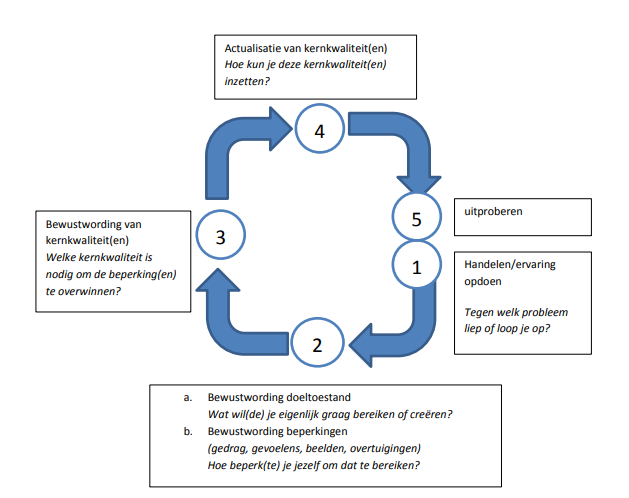 Actualisatie van kernkwaliteit(en)
Hoe kun je deze kernkwaliteit(en)
inzetten?
4
5
uitproberen
1
Handelen/ervaring
opdoen
Tegen welk probleem
liep of loop je op?
3
Bewustwording van
kernkwaliteit(en)
Welke kernkwaliteit is
nodig om de beperking(en)
te overwinnen?
2
a. Bewustwording doeltoestand
Wat wil(de) je eigenlijk graag bereiken of creëren?
b. Bewustwording beperkingen
(gedrag, gevoelens, beelden, overtuigingen)
Hoe beperk(te) je jezelf om dat te bereiken?